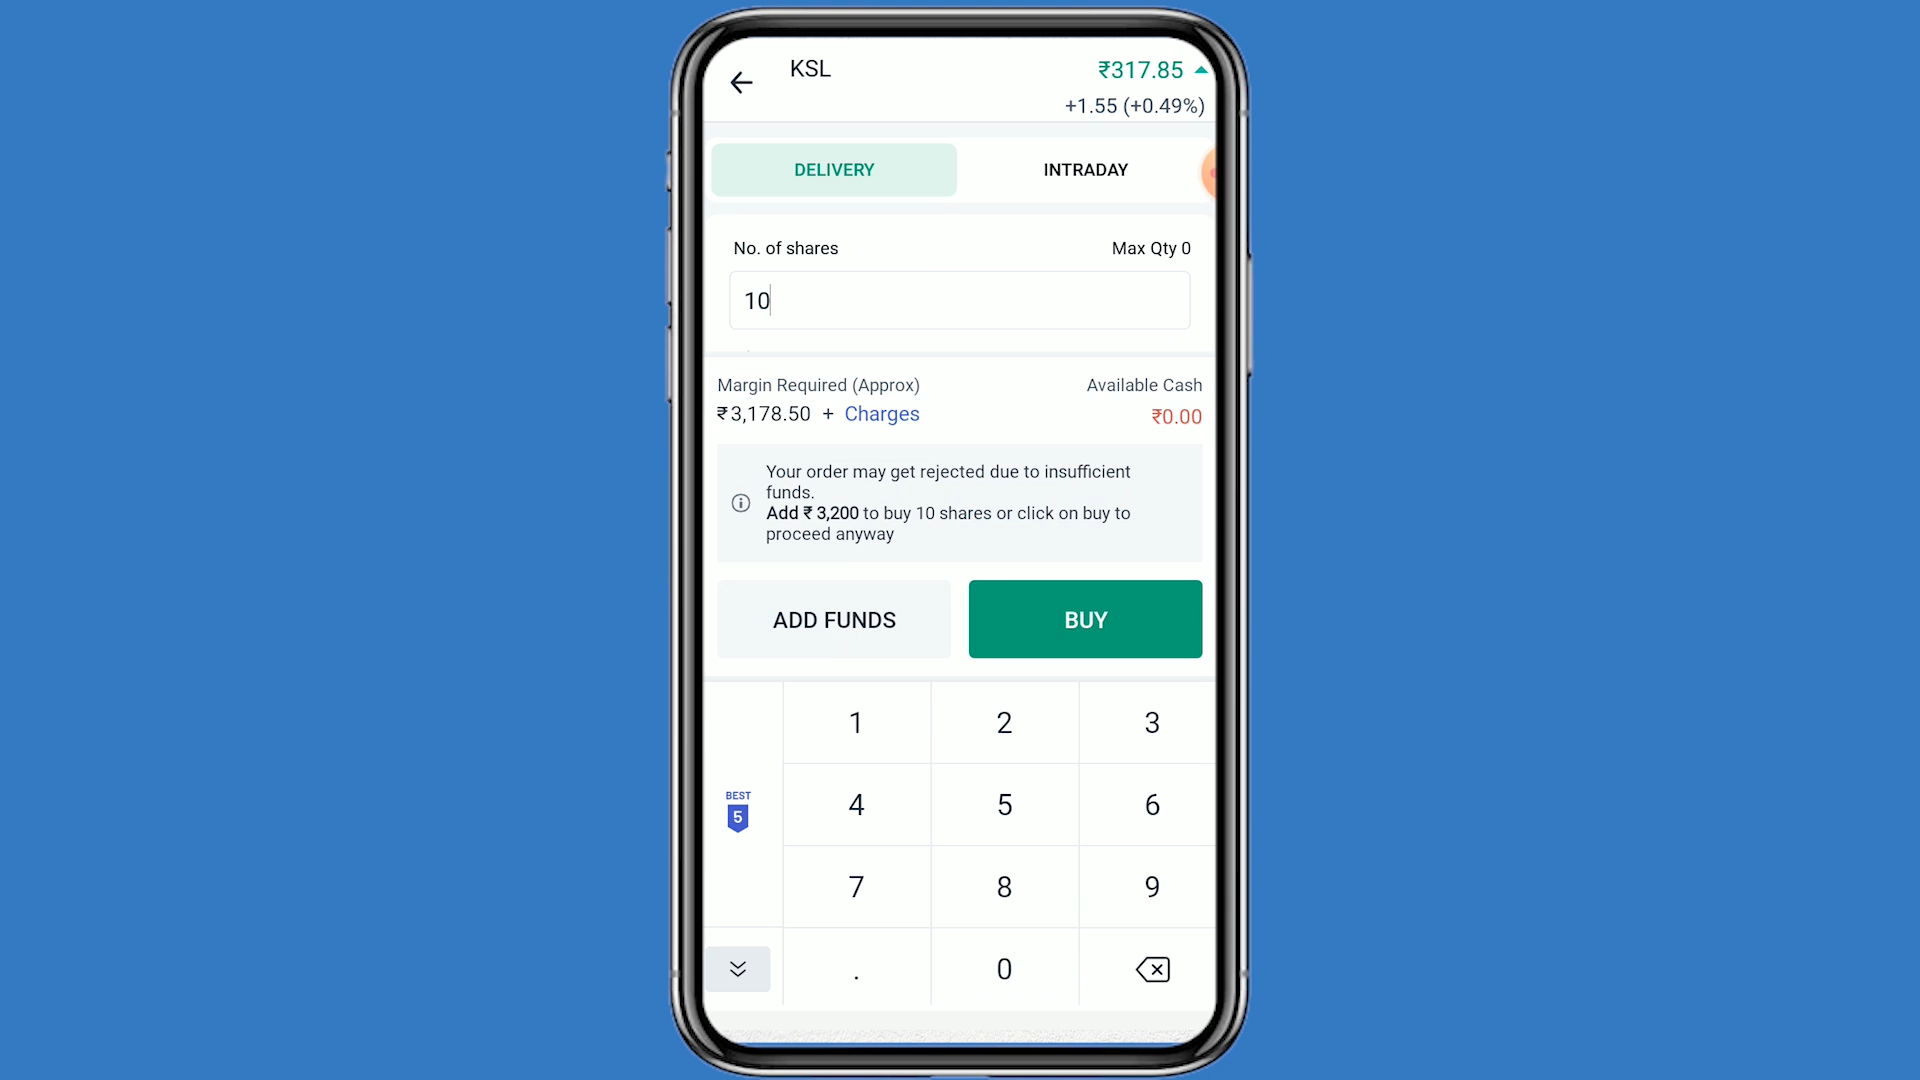 KSL
₹317.85
+1.55 (+0.49%)
DELIVERY
INTRADAY
No. of shares
Max Qty 0
10
Margin Required (Approx)
Available Cash
₹3,178.50 + Charges
₹0.00
Your order may get rejected due to insufficient
funds.
Add ₹ 3,200 to buy 10 shares or click on buy to
proceed anyway
ADD FUNDS
BUY
1
2
3
BEST
5
4
5
6
7
8
9
.
0